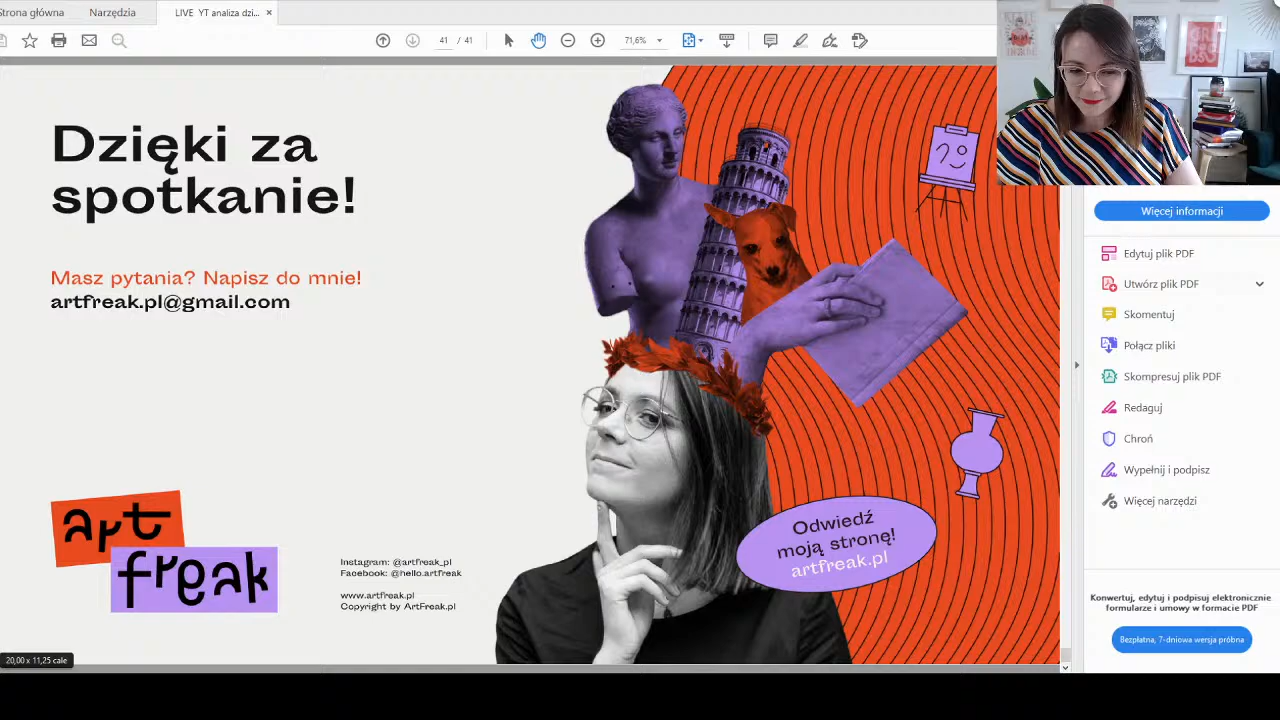 Strona główna
Narzędzia
LIVE YT analiza dzi...
41 / 41
71,6%
Dzięki za
spotkanie!
Masz pytania? Napisz do mnie!
artfreak.pl@gmail.com
art
freak
Instagram: @artfreak_pl
Facebook: @hello.artfreak
www.artfreak.pl
Copyright by ArtFreak.pl
Odwiedź
moją stronę!
artfreak.pl
20,00 x 11,25 cale
Więcej informacji
Edytuj plik PDF
Utwórz plik PDF
Skomentuj
Połącz pliki
Skompresuj plik PDF
Redaguj
Chroń
Wypełnij i podpisz
Więcej narzędzi
Konwertuj, edytuj i podpisuj elektronicznie
formularze i umowy w formacie PDF
Bezpłatna, 7-dniowa wersja próbna